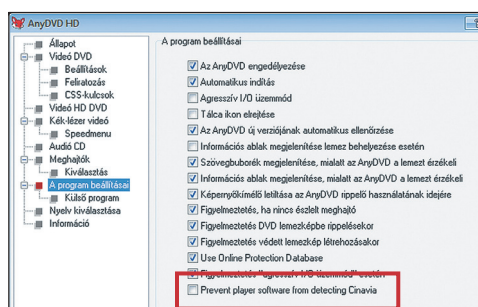 AnyDVD HD
Állapot
Videó DVD
Beállítások
Feliratozás
CSS-kulcsok
Videó HD DVD
Kék-lézer videó
Speedmenu
Audió CD
Meghajtók
Kiválasztás
A program beállításai
Külső program
Nyelv kiválasztása
Információ
A program beállításai
Az AnyDVD engedélyezése
Automatikus indítás
Agresszív I/O üzemmód
Tálca ikon elrejtése
Az AnyDVD új verziójának automatikus ellenőrzése
Információs ablak megjelenítése lemez behelyezése esetén
Szövegbuborék megjelenítése, mialatt az AnyDVD a lemezt érzékeli
Információs ablak megjelenítése, mialatt az AnyDVD a lemezt érzékeli
Képernyőkímélő letiltása az AnyDVD rippelő használatának idejére
Figyelmeztetés, ha nincs észlelt meghajtó
Figyelmeztetés DVD lemezképbe rippelésekor
Figyelmeztetés védett lemezkép létrehozásakor
Use Online Protection Database
Figyelmeztetés "agresszív I/O üzemmód" esetén
Prevent player software from detecting Cinavia